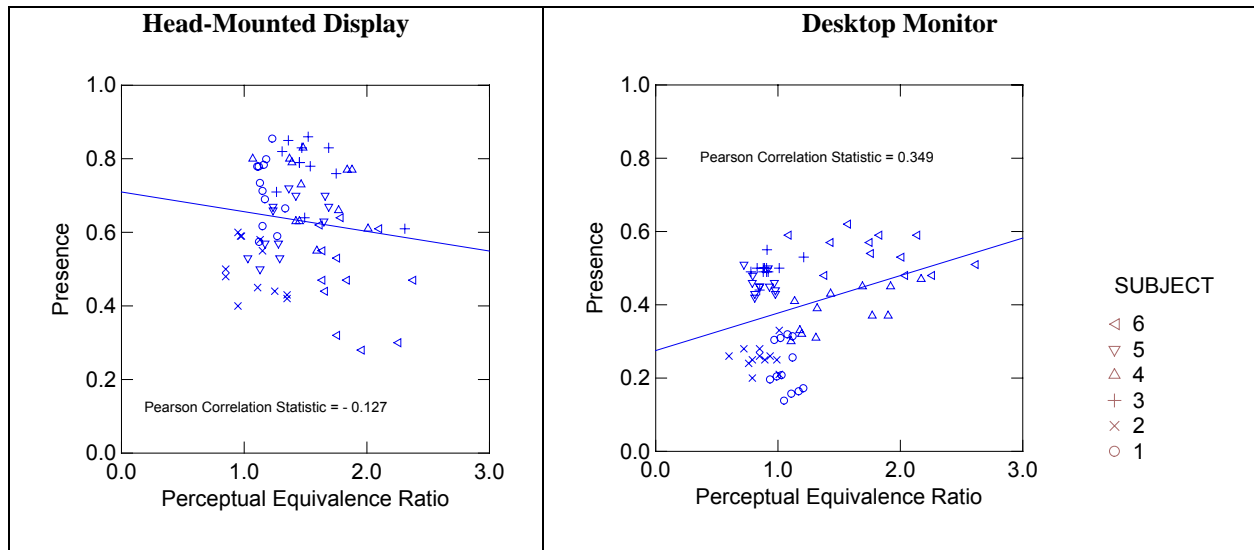 Head-Mounted Display
1.0
0.8
0.6
0.4
0.2
0.0
Presence
Pearson Correlation Statistic = - 0.127
0.0 1.0 2.0 3.0
Perceptual Equivalence Ratio
Desktop Monitor
1.0
0.8
0.6
0.4
0.2
0.0
Presence
Pearson Correlation Statistic = 0.349
0.0 1.0 2.0 3.0
Perceptual Equivalence Ratio
SUBJECT
6
5
4
3
2
1